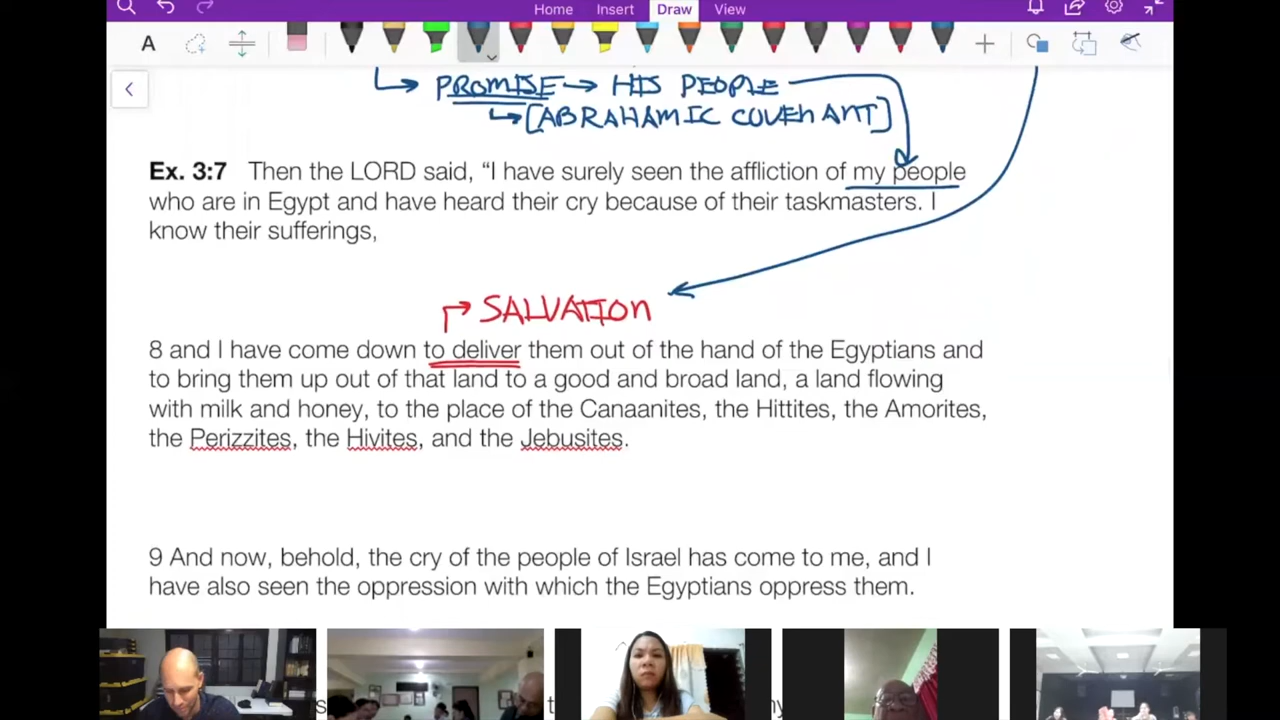 Home Insert Draw View
A
↳ PROMISE → HIS PEOPLE
↳ [ABRAHAMIC COVENANT]
Ex. 3:7 Then the LORD said, “I have surely seen the affliction of my people
who are in Egypt and have heard their cry because of their taskmasters. I
know their sufferings,
SALVATION
8 and I have come down to deliver them out of the hand of the Egyptians and
to bring them up out of that land to a good and broad land, a land flowing
with milk and honey, to the place of the Canaanites, the Hittites, the Amorites,
the Perizzites, the Hivites, and the Jebusites.
9 And now, behold, the cry of the people of Israel has come to me, and I
have also seen the oppression with which the Egyptians oppress them.